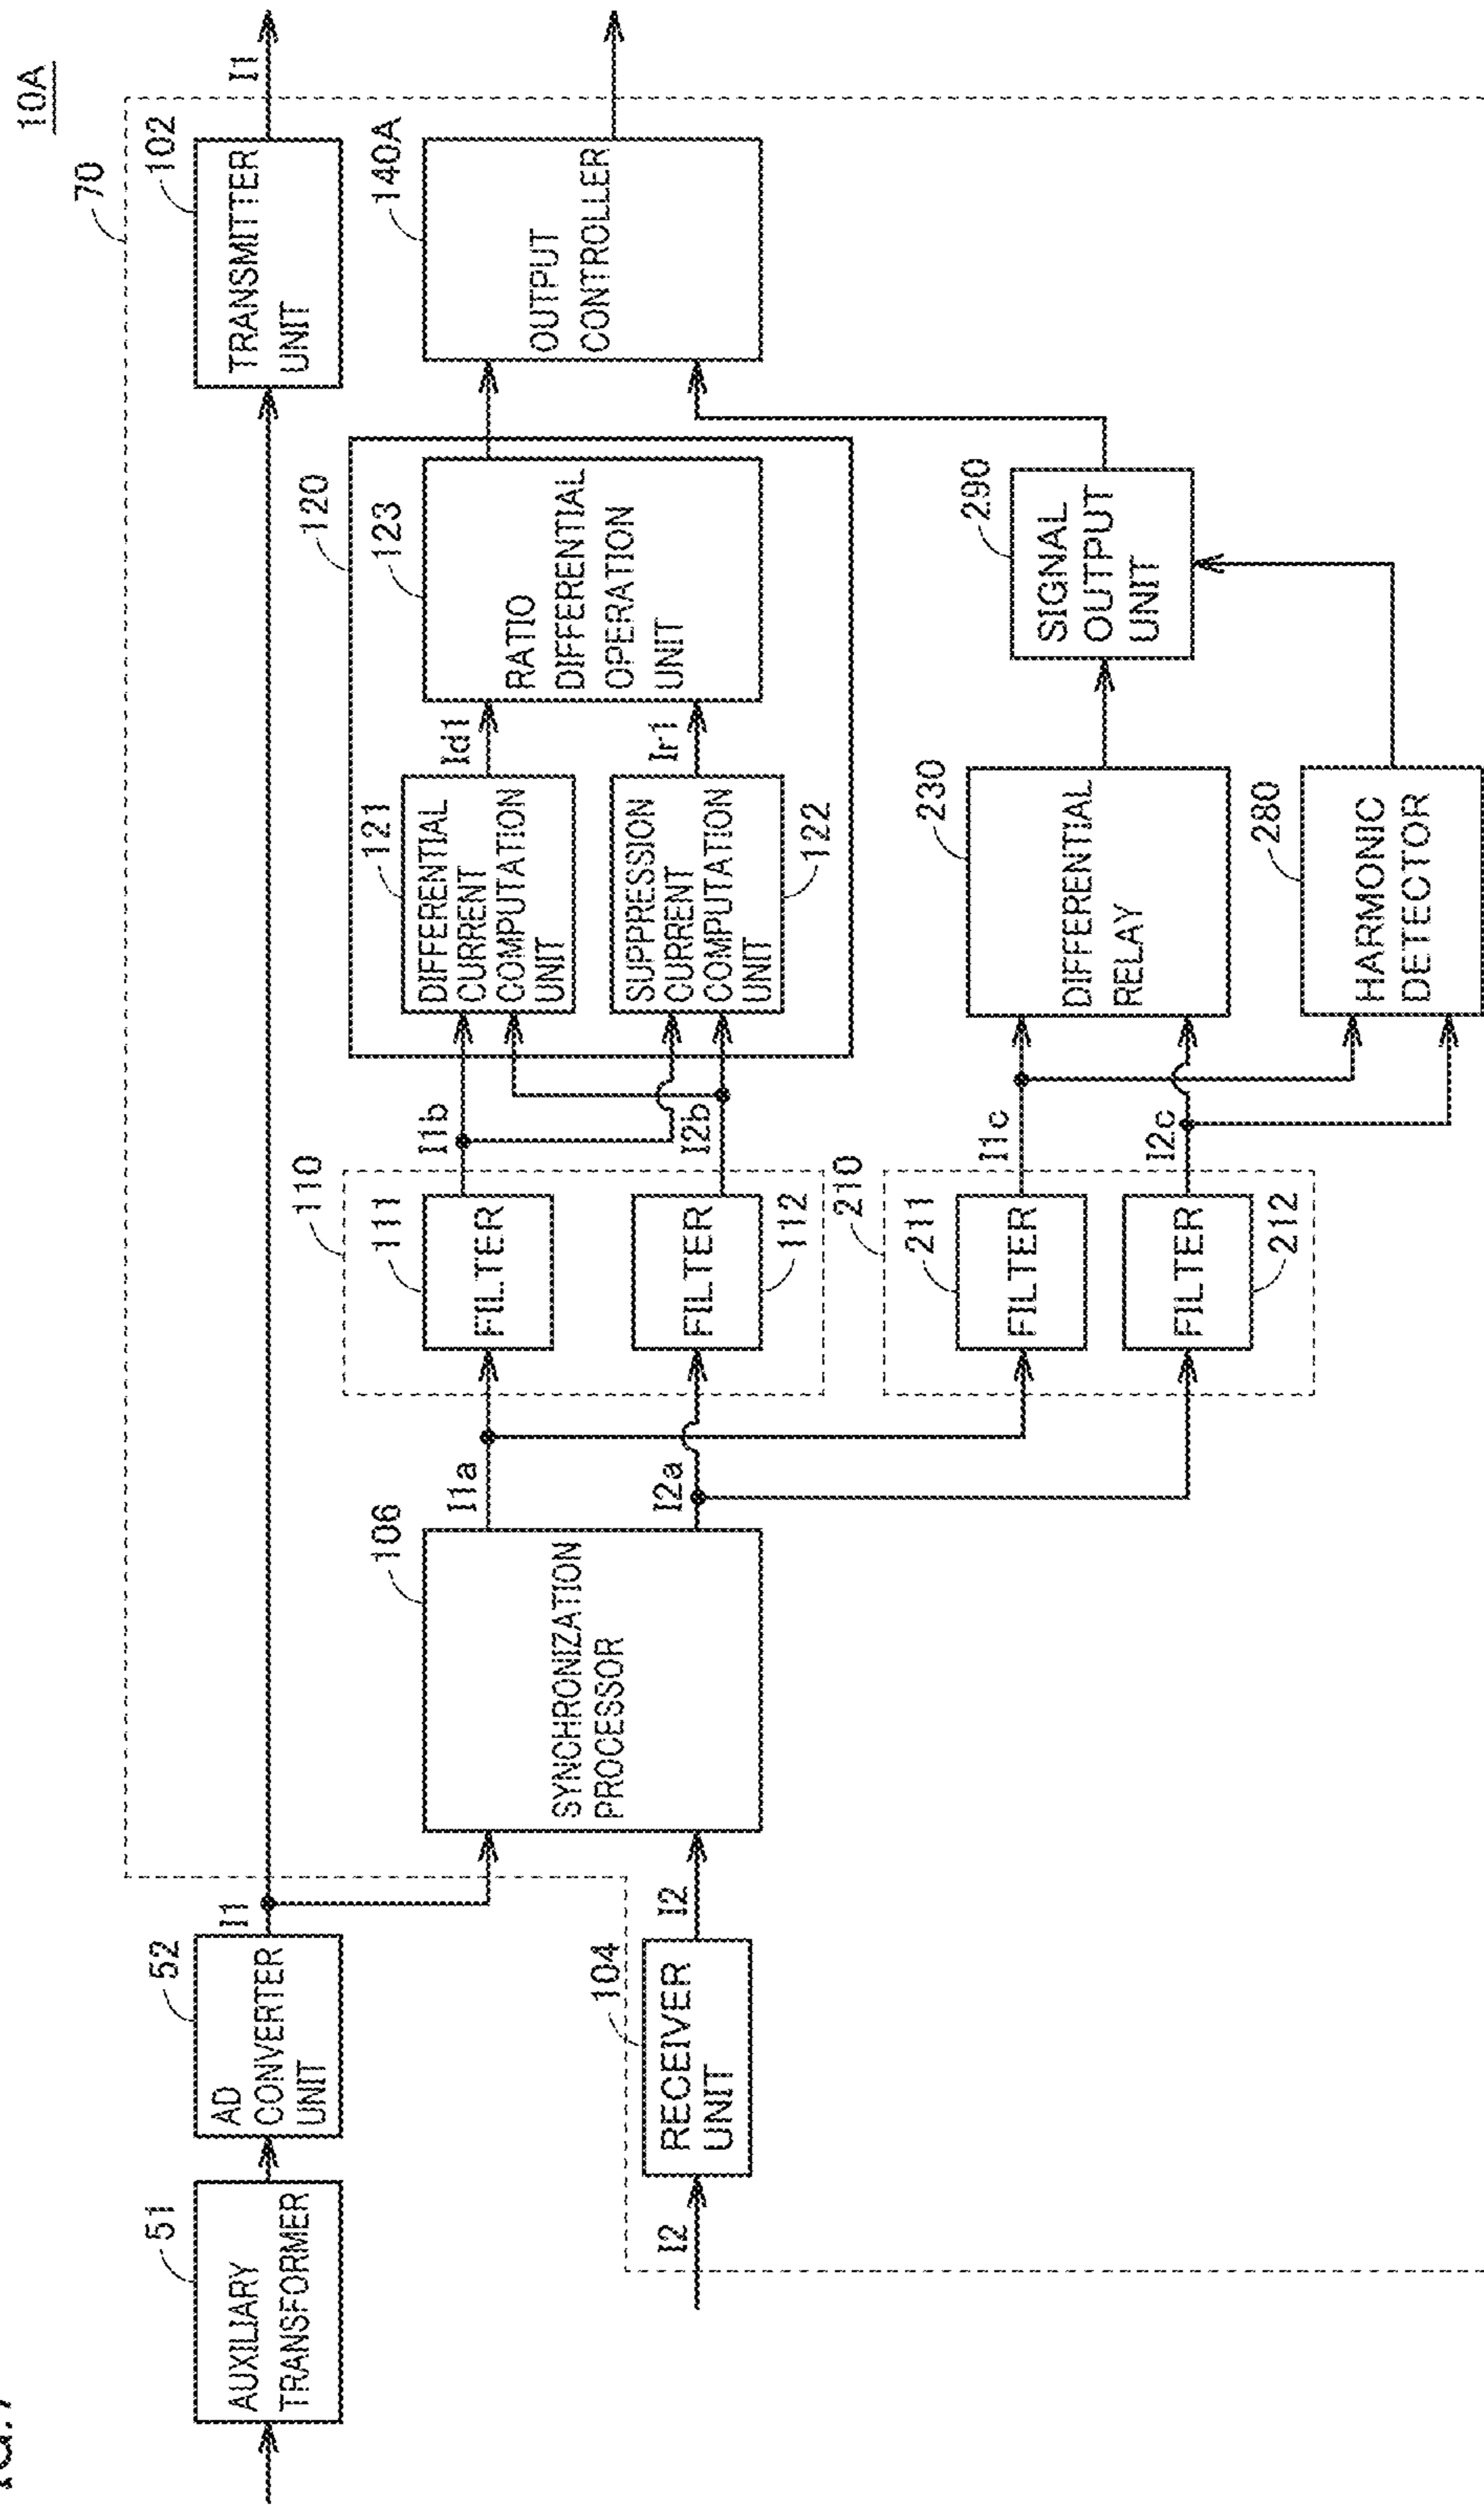 10A
70
51
AUXILIARY
TRANSFORMER
52
AD
CONVERTER
UNIT
I1
102
TRANSMITTER
UNIT
I1
I2
104
RECEIVER
UNIT
I2
106
SYNCHRONIZATION
PROCESSOR
I1a
I2a
110
111
FILTER
FILTER
112
I1b
I2b
120
121
DIFFERENTIAL
CURRENT
COMPUTATION
UNIT
SUPPRESSION
CURRENT
COMPUTATION
UNIT
122
Id1
Ir1
123
RATIO
DIFFERENTIAL
OPERATION
UNIT
140A
OUTPUT
CONTROLLER
210
211
FILTER
FILTER
212
I1c
I2c
230
DIFFERENTIAL
RELAY
280
HARMONIC
DETECTOR
290
SIGNAL
OUTPUT
UNIT